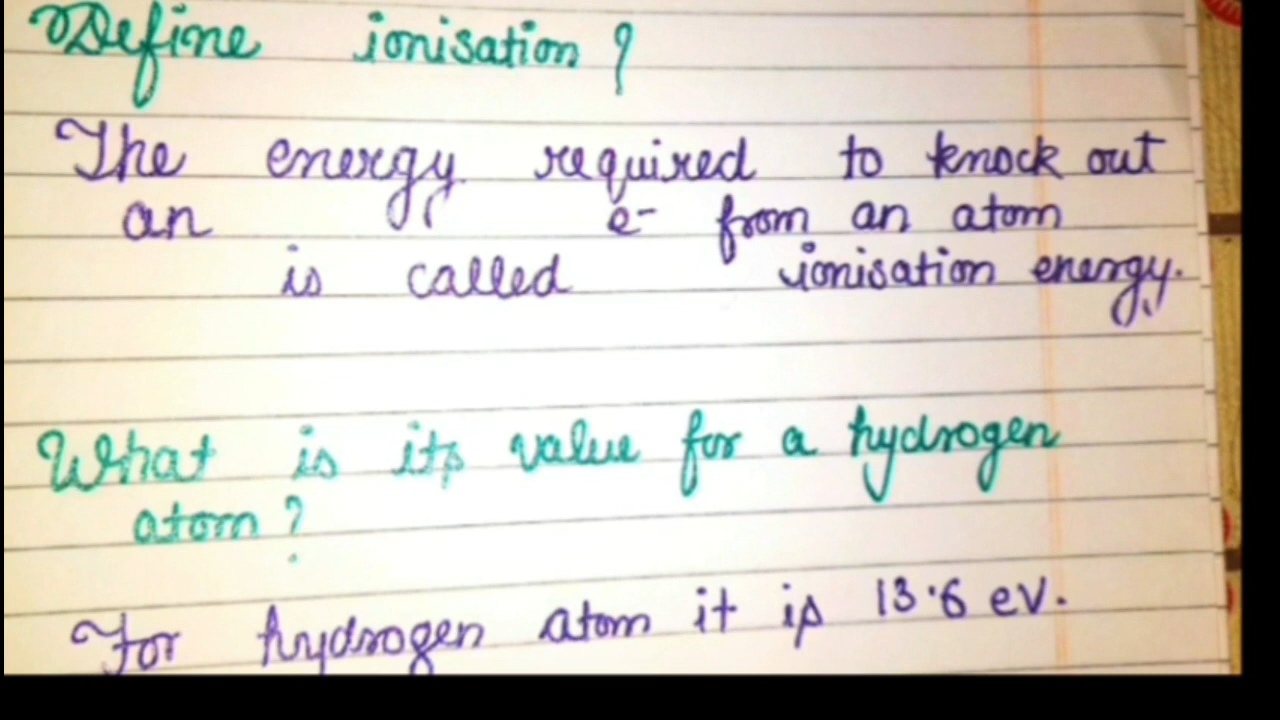 Define ionisation ?
The energy required to knock out
an e- from an atom
is called ionisation energy.
What is its value for a hydrogen
atom ?
For hydrogen atom it is 13.6 eV.